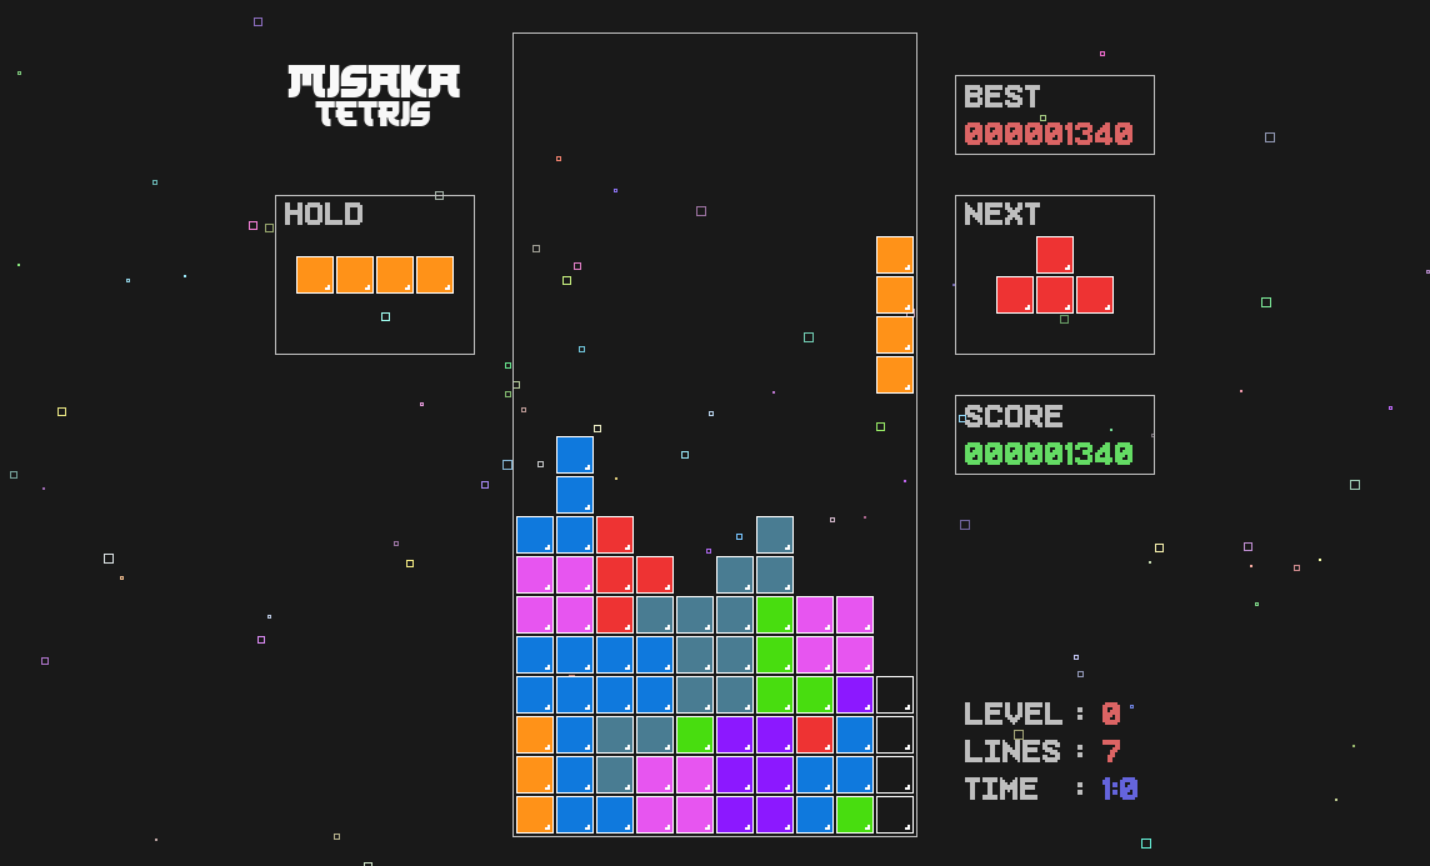 MISAKA
TETRIS
HOLD
BEST
000001340
NEXT
SCORE
000001340
LEVEL : 0
LINES : 7
TIME : 1:0